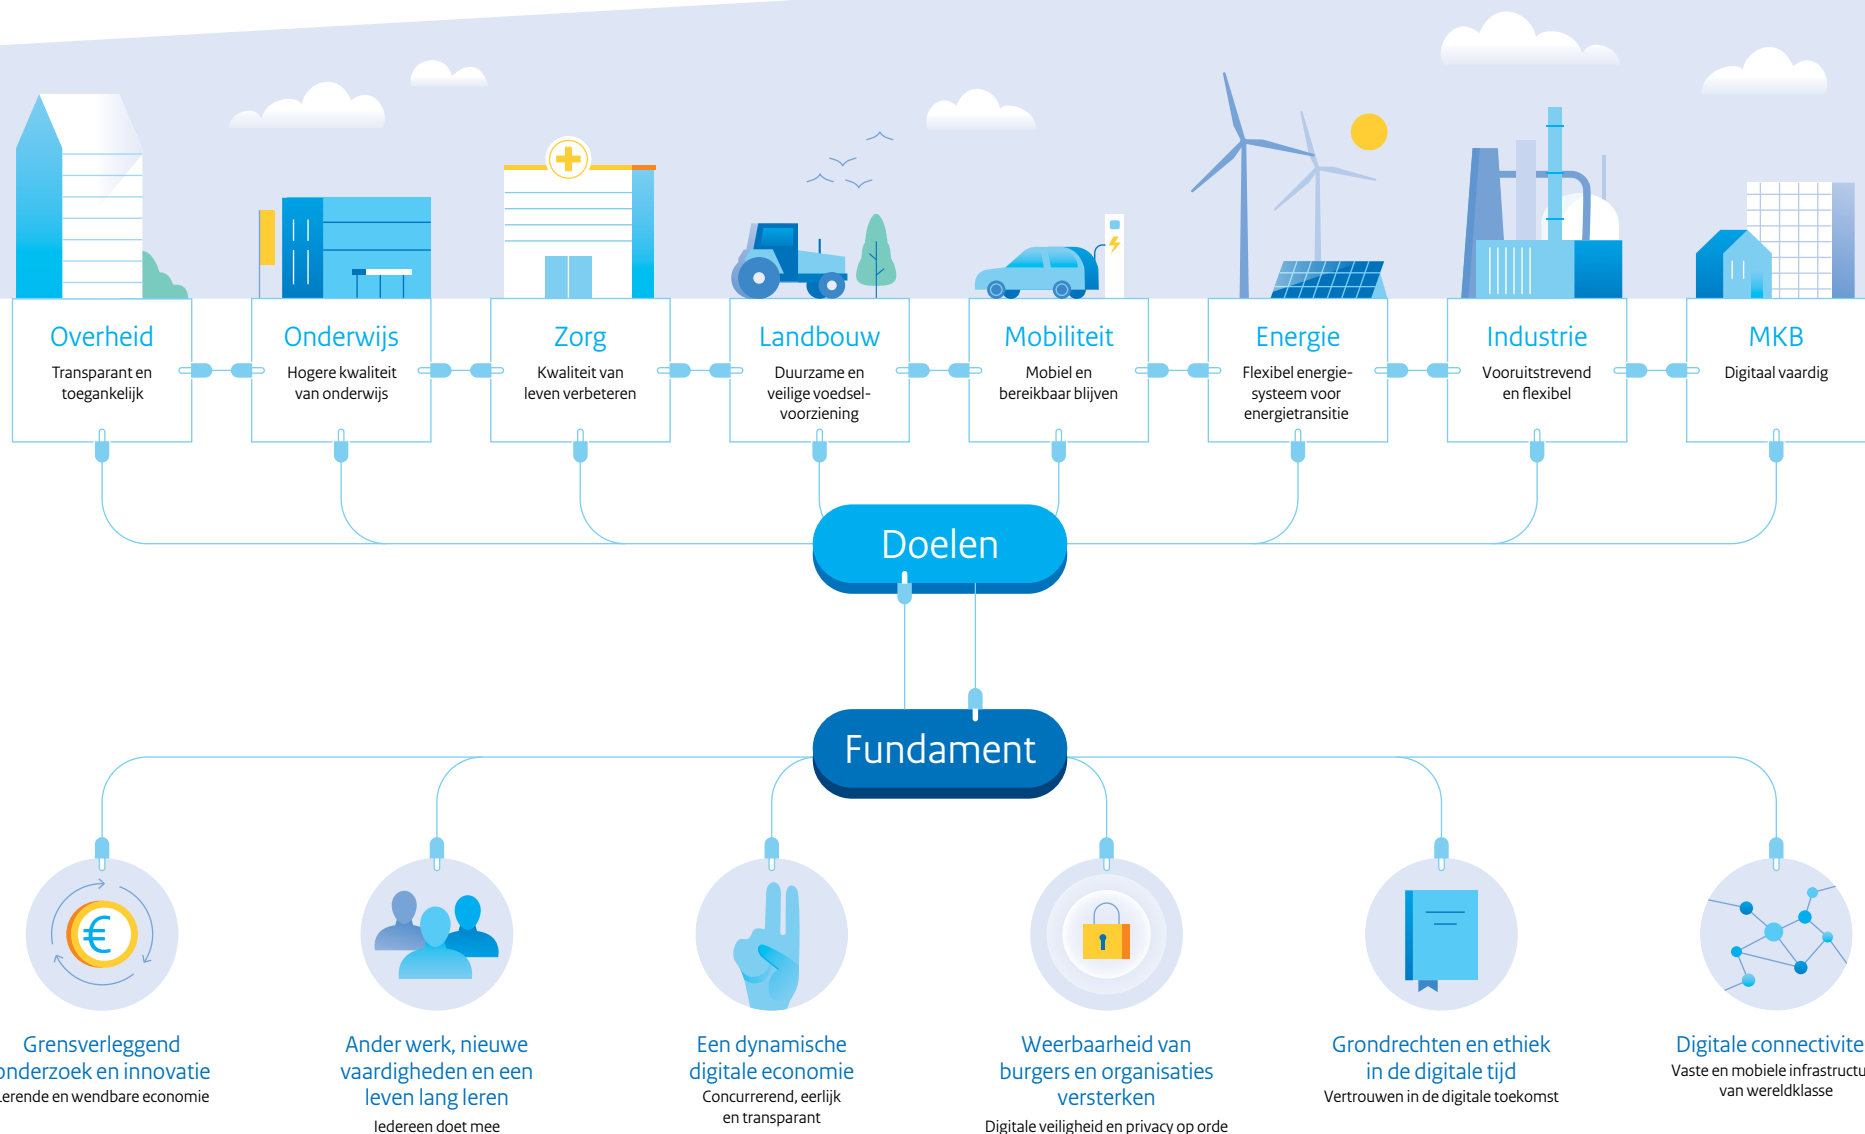 Overheid
Transparant en
toegankelijk
Onderwijs
Hogere kwaliteit
van onderwijs
Zorg
Kwaliteit van
leven verbeteren
Landbouw
Duurzame en
veilige voedsel-
voorziening
Mobiliteit
Mobiel en
bereikbaar blijven
Energie
Flexibel energie-
systeem voor
energietransitie
Industrie
Vooruitstrevend
en flexibel
MKB
Digitaal vaardig
Doelen
Fundament
€
Grensverleggend
onderzoek en innovatie
erende en wendbare economie
Ander werk, nieuwe
vaardigheden en een
leven lang leren
Iedereen doet mee
Een dynamische
digitale economie
Concurrerend, eerlijk
en transparant
Weerbaarheid van
burgers en organisaties
versterken
Digitale veiligheid en privacy op orde
Grondrechten en ethiek
in de digitale tijd
Vertrouwen in de digitale toekomst
Digitale connectivite
Vaste en mobiele infrastructu
van wereldklasse